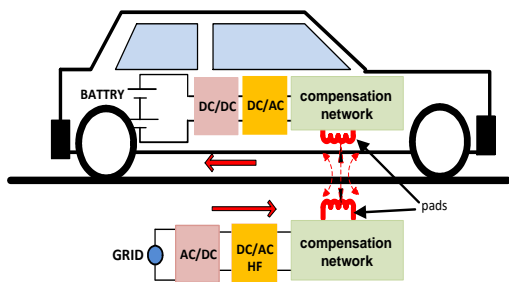 BATTRY
DC/DC
DC/AC
compensation
network
pads
GRID
AC/DC
DC/AC
HF
compensation
network